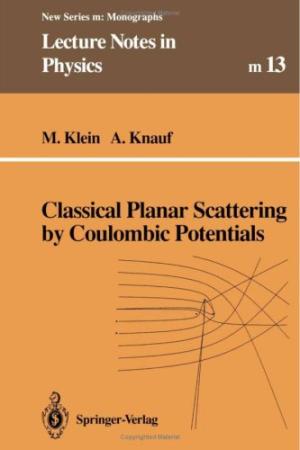 New Series m: Monographs
Lecture Notes in
Physics
m 13
M. Klein A. Knauf
Classical Planar Scattering
by Coulombic Potentials
Springer-Verlag